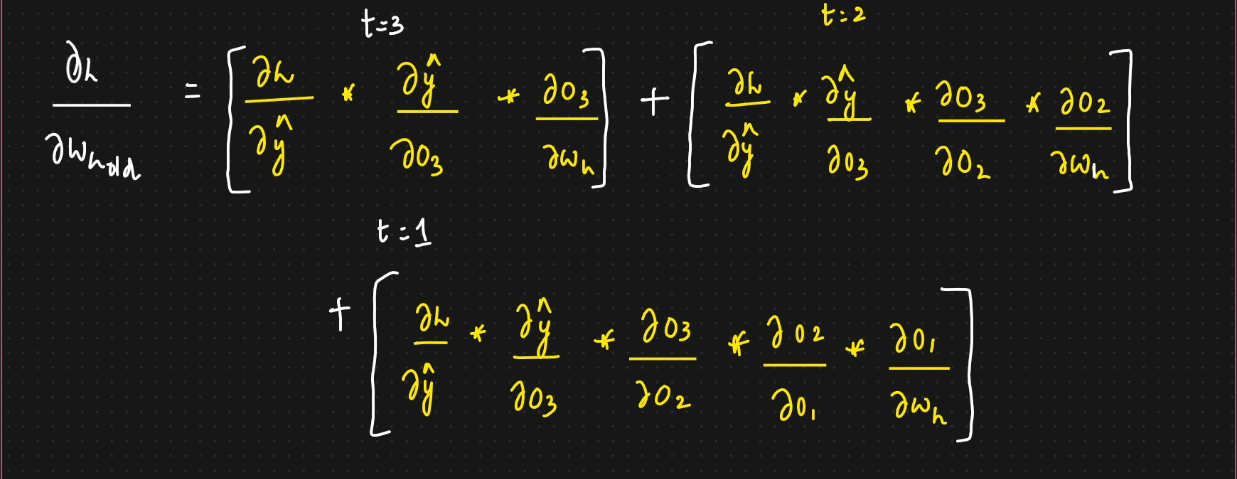 t=3 t:2
∂L/∂w_hold = [∂L/∂ŷ * ∂ŷ/∂O₃ * ∂O₃/∂w_h] + [∂L/∂ŷ * ∂ŷ/∂O₃ * ∂O₃/∂O₂ * ∂O₂/∂w_h]
t=1
+ [∂L/∂ŷ * ∂ŷ/∂O₃ * ∂O₃/∂O₂ * ∂O₂/∂O₁ * ∂O₁/∂w_h]